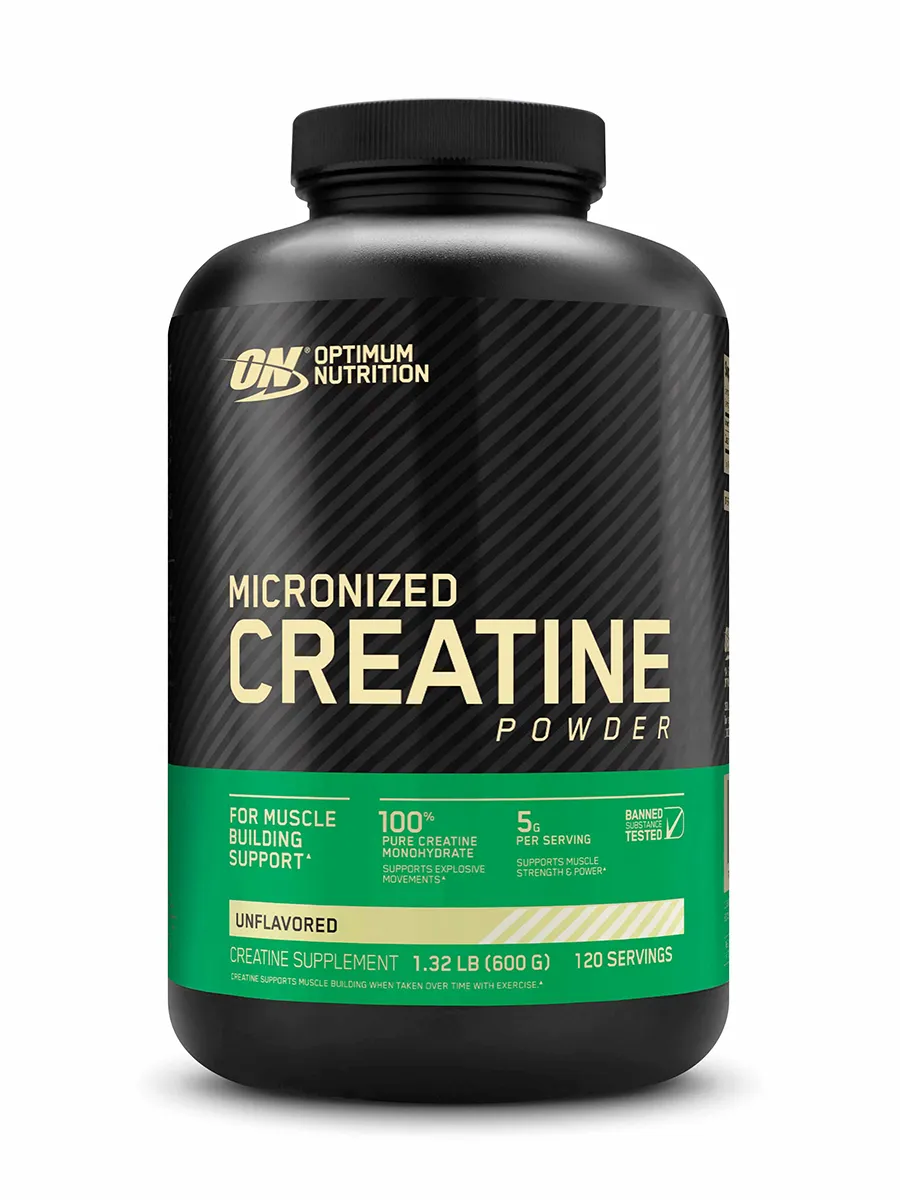 ON® OPTIMUM
NUTRITION
MICRONIZED
CREATINE
POWDER
FOR MUSCLE
BUILDING
SUPPORT▲
100%
PURE CREATINE
MONOHYDRATE
SUPPORTS EXPLOSIVE
MOVEMENTS▲
5G
PER SERVING
SUPPORTS MUSCLE
STRENGTH & POWER▲
BANNED
SUBSTANCE
TESTED
UNFLAVORED
CREATINE SUPPLEMENT 1.32 LB (600 G) 120 SERVINGS
CREATINE SUPPORTS MUSCLE BUILDING WHEN TAKEN OVER TIME WITH EXERCISE.▲